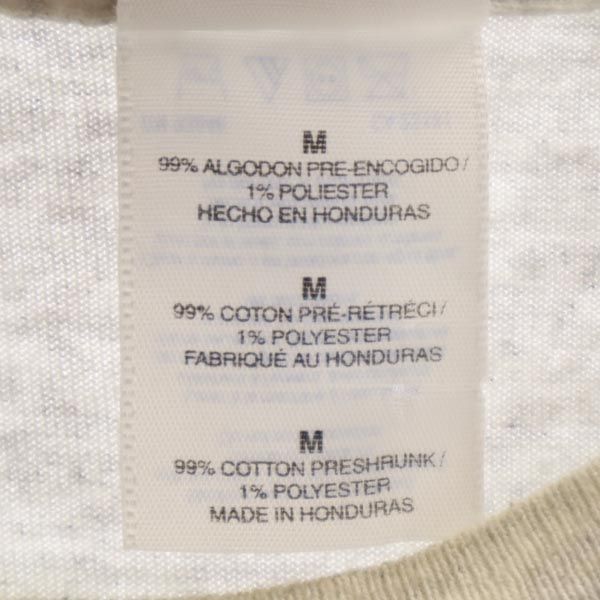 M
99% ALGODON PRE-ENCOGIDO/
1% POLIESTER
HECHO EN HONDURAS
M
99% COTON PRÉ-RÉTRÉCI/
1% POLYESTER
FABRIQUÉ AU HONDURAS
M
99% COTTON PRESHRUNK/
1% POLYESTER
MADE IN HONDURAS